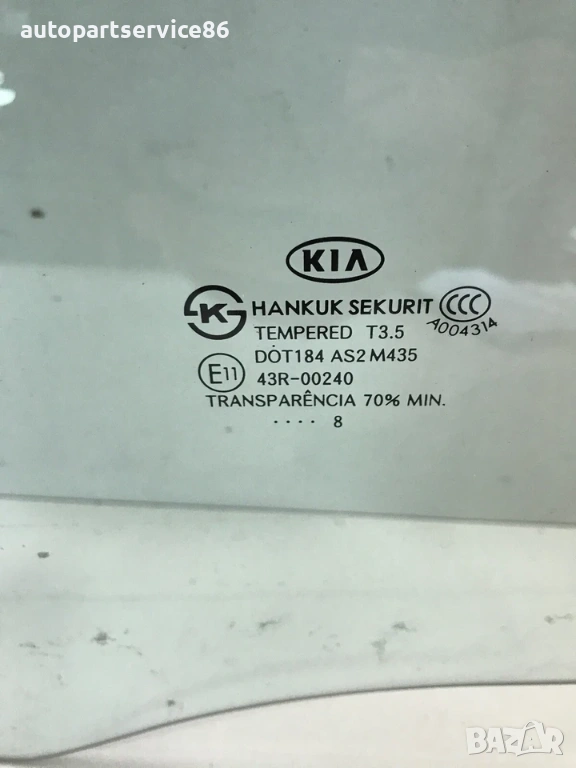 autopartservice86
KIA
K HANKUK SEKURIT CCC
TEMPERED T3.5 A004314
DOT184 AS2 M435
E11 43R-00240
TRANSPARÊNCIA 70% MIN.
.... 8
BAZAR